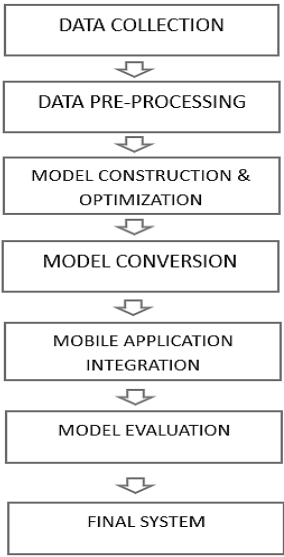 DATA COLLECTION
DATA PRE-PROCESSING
MODEL CONSTRUCTION &
OPTIMIZATION
MODEL CONVERSION
MOBILE APPLICATION
INTEGRATION
MODEL EVALUATION
FINAL SYSTEM